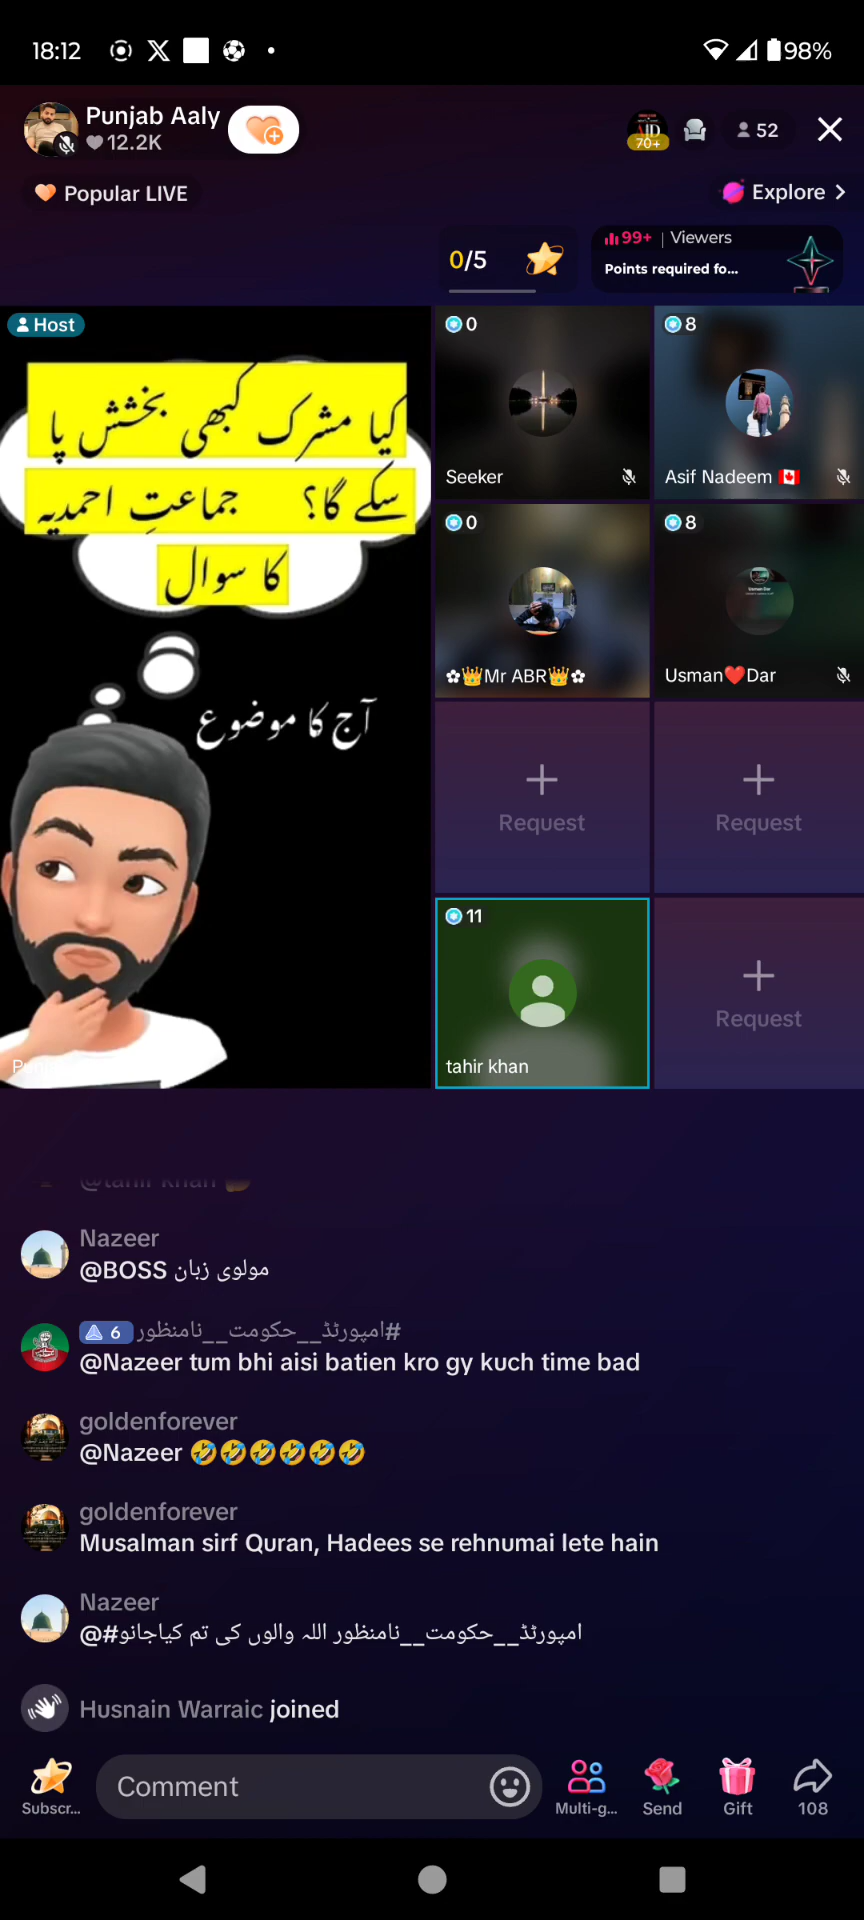 18:12
98%
Punjab Aaly
12.2K
70+
52
Popular LIVE
Explore
0/5
99+ | Viewers
Points required fo...
Host
کیا مشرک کبھی بخشش پا
سکے گا؟ جماعتِ احمدیہ
کا سوال
آج کا موضوع
0
Seeker
8
Asif Nadeem
0
Mr ABR
8
Usman❤️Dar
Request
Request
11
tahir khan
Request
@tahir khan
Nazeer
@BOSS مولوی زبان
6 #امپورٹڈ__حکومت__نامنظور
@Nazeer tum bhi aisi batien kro gy kuch time bad
goldenforever
@Nazeer 🤣🤣🤣🤣🤣🤣
goldenforever
Musalman sirf Quran, Hadees se rehnumai lete hain
Nazeer
@#امپورٹڈ__حکومت__نامنظور اللہ والوں کی تم کیاجانو
Husnain Warraic joined
Subscr...
Comment
Multi-g...
Send
Gift
108